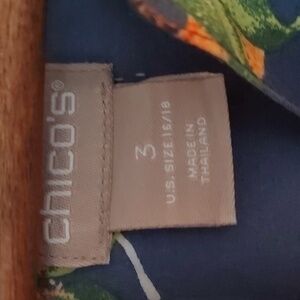 chico's®
3
U.S. SIZE 16/18
MADE IN
THAILAND